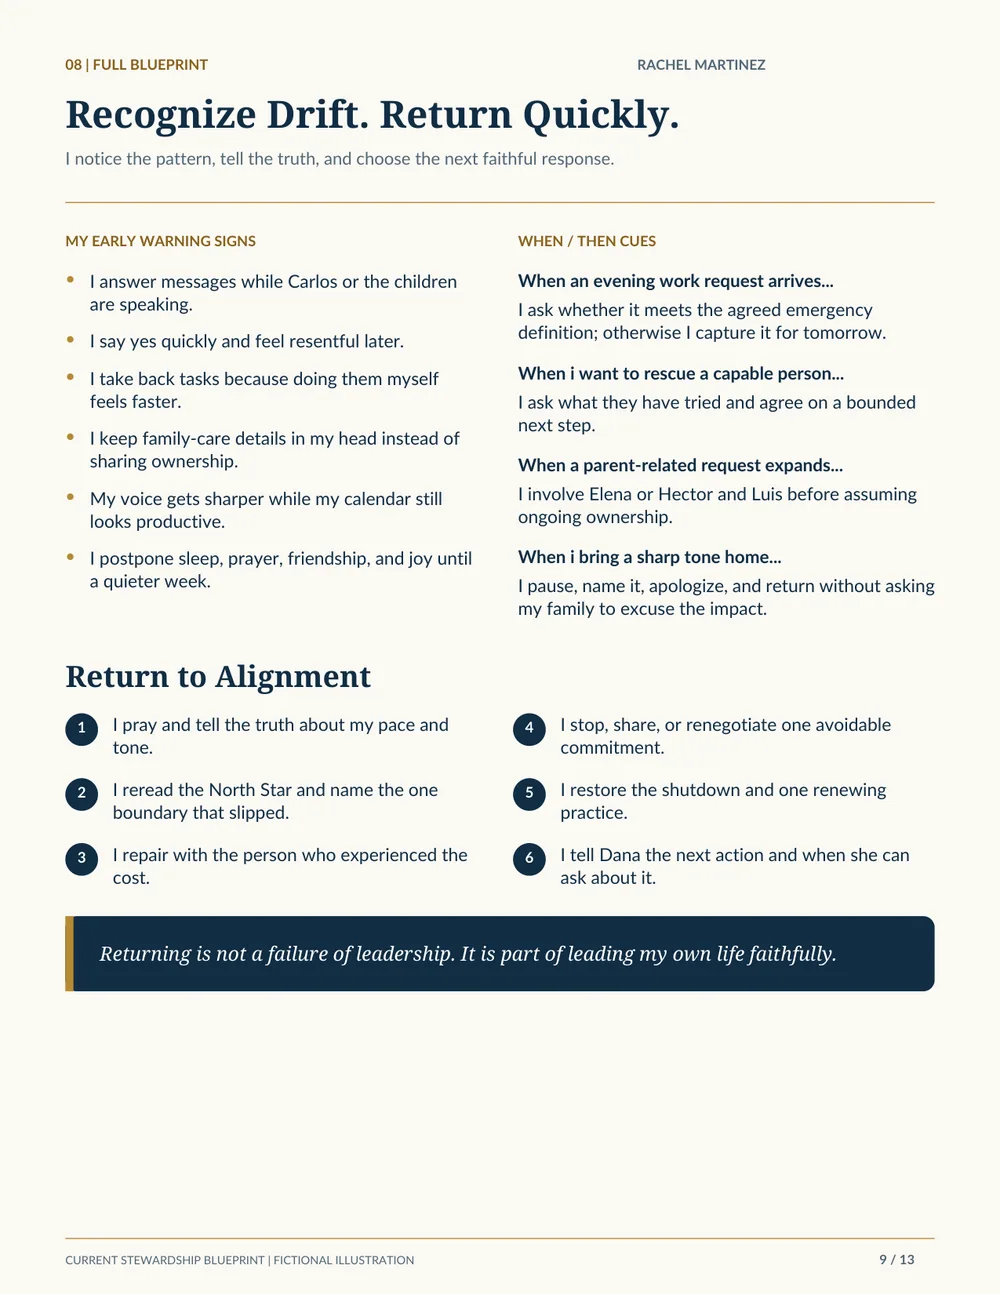 08 | FULL BLUEPRINT
RACHEL MARTINEZ
Recognize Drift. Return Quickly.
I notice the pattern, tell the truth, and choose the next faithful response.
MY EARLY WARNING SIGNS
• I answer messages while Carlos or the children
are speaking.
• I say yes quickly and feel resentful later.
• I take back tasks because doing them myself
feels faster.
• I keep family-care details in my head instead of
sharing ownership.
• My voice gets sharper while my calendar still
looks productive.
• I postpone sleep, prayer, friendship, and joy until
a quieter week.
WHEN / THEN CUES
When an evening work request arrives...
I ask whether it meets the agreed emergency
definition; otherwise I capture it for tomorrow.
When i want to rescue a capable person...
I ask what they have tried and agree on a bounded
next step.
When a parent-related request expands...
I involve Elena or Hector and Luis before assuming
ongoing ownership.
When i bring a sharp tone home...
I pause, name it, apologize, and return without asking
my family to excuse the impact.
Return to Alignment
1 I pray and tell the truth about my pace and
tone.
2 I reread the North Star and name the one
boundary that slipped.
3 I repair with the person who experienced the
cost.
4 I stop, share, or renegotiate one avoidable
commitment.
5 I restore the shutdown and one renewing
practice.
6 I tell Dana the next action and when she can
ask about it.
Returning is not a failure of leadership. It is part of leading my own life faithfully.
CURRENT STEWARDSHIP BLUEPRINT | FICTIONAL ILLUSTRATION
9 / 13